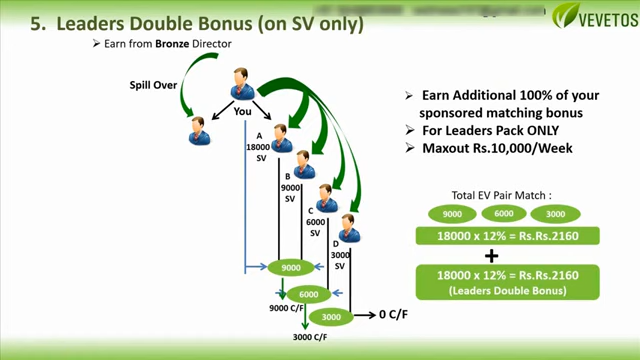 5. Leaders Double Bonus (on SV only)
VEVETOS
Earn from Bronze Director
Spill Over
You
A
18000
SV
B
9000
SV
C
6000
SV
D
3000
SV
9000
6000
9000 C/F
3000
0 C/F
3000 C/F
Earn Additional 100% of your
sponsored matching bonus
For Leaders Pack ONLY
Maxout Rs.10,000/Week
Total EV Pair Match :
9000 6000 3000
18000 x 12% = Rs.Rs.2160
+
18000 x 12% = Rs.Rs.2160
(Leaders Double Bonus)